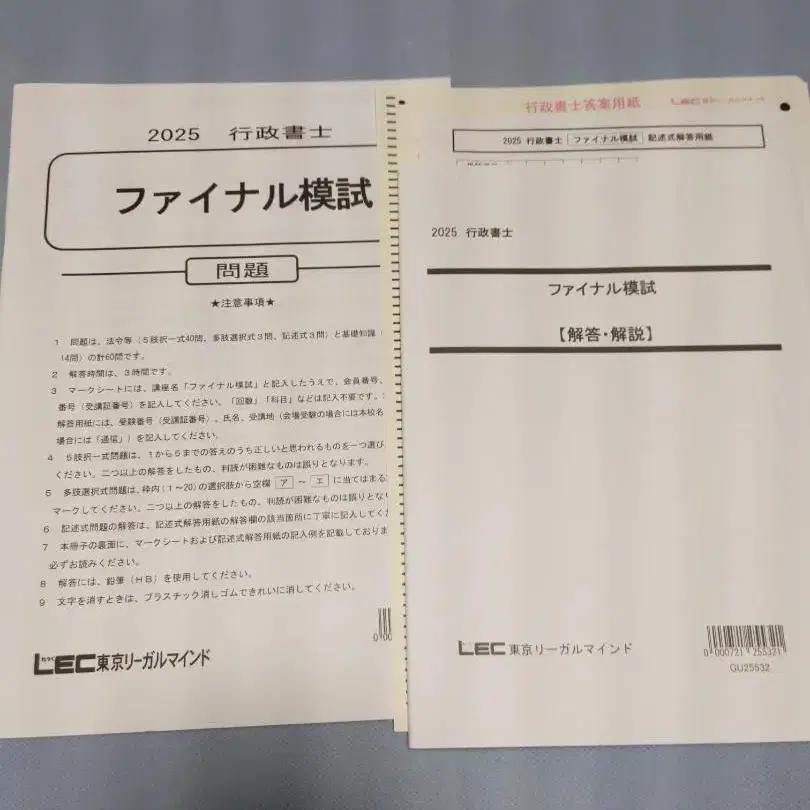 2025 行政書士
ファイナル模試
問題
★注意事項★
1 問題は、法令等（５肢択一式40問、多肢選択式３問、記述式３問）と基礎知識（
14問）の計60問です。
2 解答時間は、３時間です。
3 マークシートには、講座名「ファイナル模試」と記入したうえで、会員番号、
番号（受講証番号）を記入してください。「回数」「科目」などは記入不要です。
解答用紙には、受験番号（受講証番号）、氏名、受講地（会場受験の場合には本校名
場合には「通信」）を記入してください。
4 ５肢択一式問題は、１から５までの答えのうち正しいと思われるものを一つ選び
ください。二つ以上の解答をしたもの、判読が困難なものは誤りとなります。
5 多肢選択式問題は、枠内（１～20）の選択肢から空欄 ア ～ エ に当てはまる
マークしてください。二つ以上の解答をしたもの、判読が困難なものは誤りとな
6 記述式問題の解答は、記述式解答用紙の解答欄の該当箇所に丁寧に記入してく
7 本冊子の裏面に、マークシートおよび記述式解答用紙の記入例を記載しておりま
必ずお読みください。
8 解答には、鉛筆（ＨＢ）を使用してください。
9 文字を消すときは、プラスチック消しゴムできれいに消してください。
LEC東京リーガルマインド
行政書士答案用紙 LEC東京リーガルマインド
2025 行政書士 ファイナル模試 記述式解答用紙
2025 行政書士
ファイナル模試
【解答・解説】
LEC東京リーガルマインド
0 000721 255321
GU25532